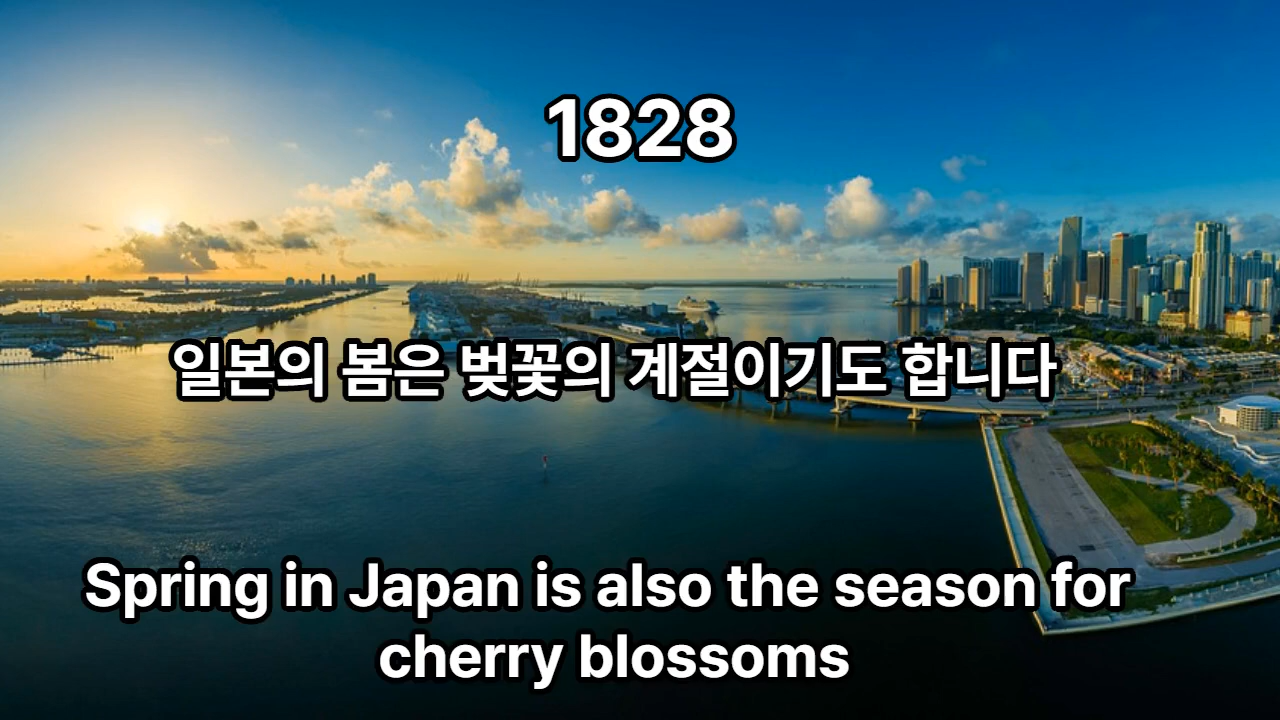 1828
일본의 봄은 벚꽃의 계절이기도 합니다
Spring in Japan is also the season for
cherry blossoms